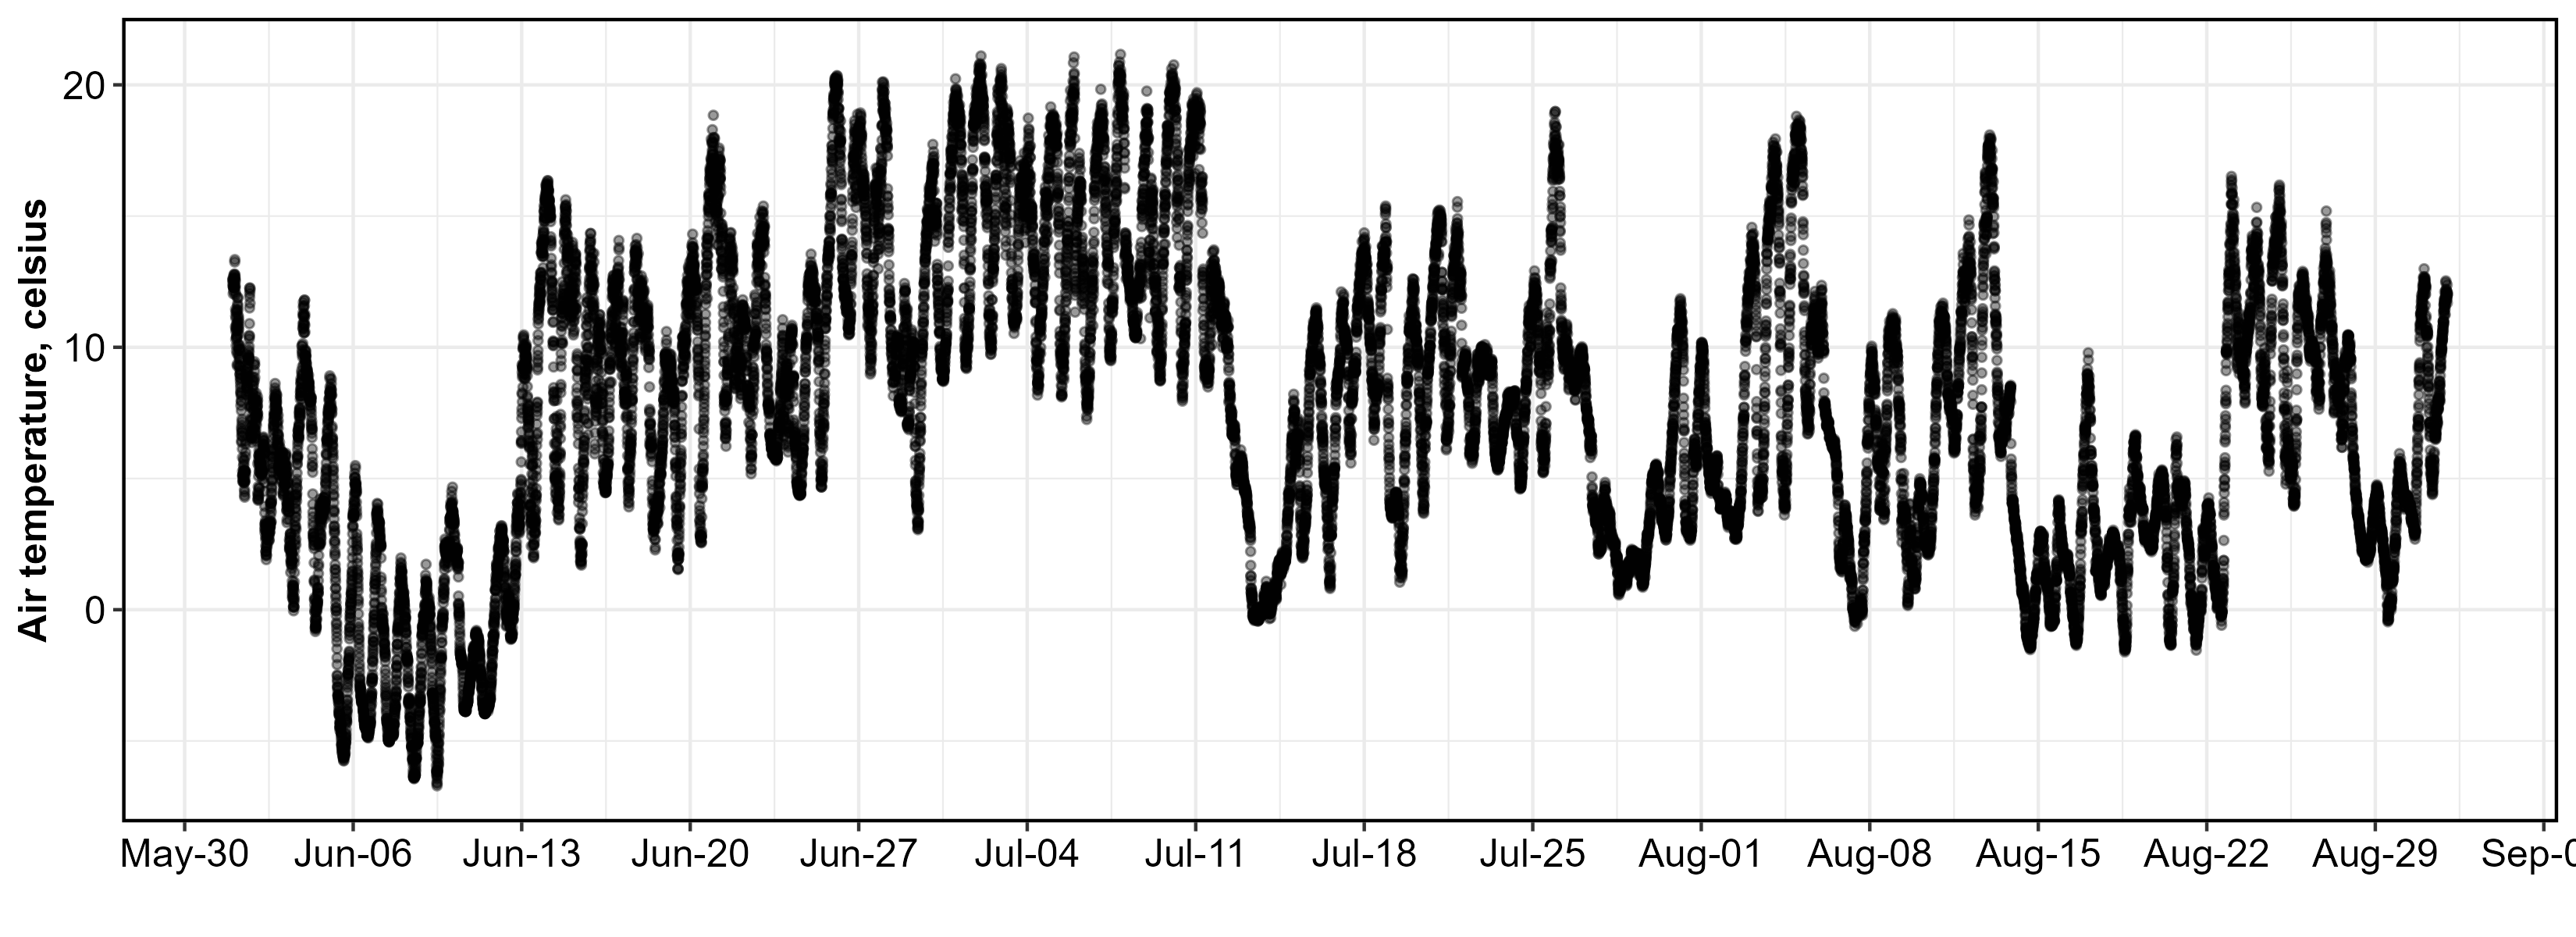 Air temperature, celsius
20
10
0
May-30 Jun-06 Jun-13 Jun-20 Jun-27 Jul-04 Jul-11 Jul-18 Jul-25 Aug-01 Aug-08 Aug-15 Aug-22 Aug-29